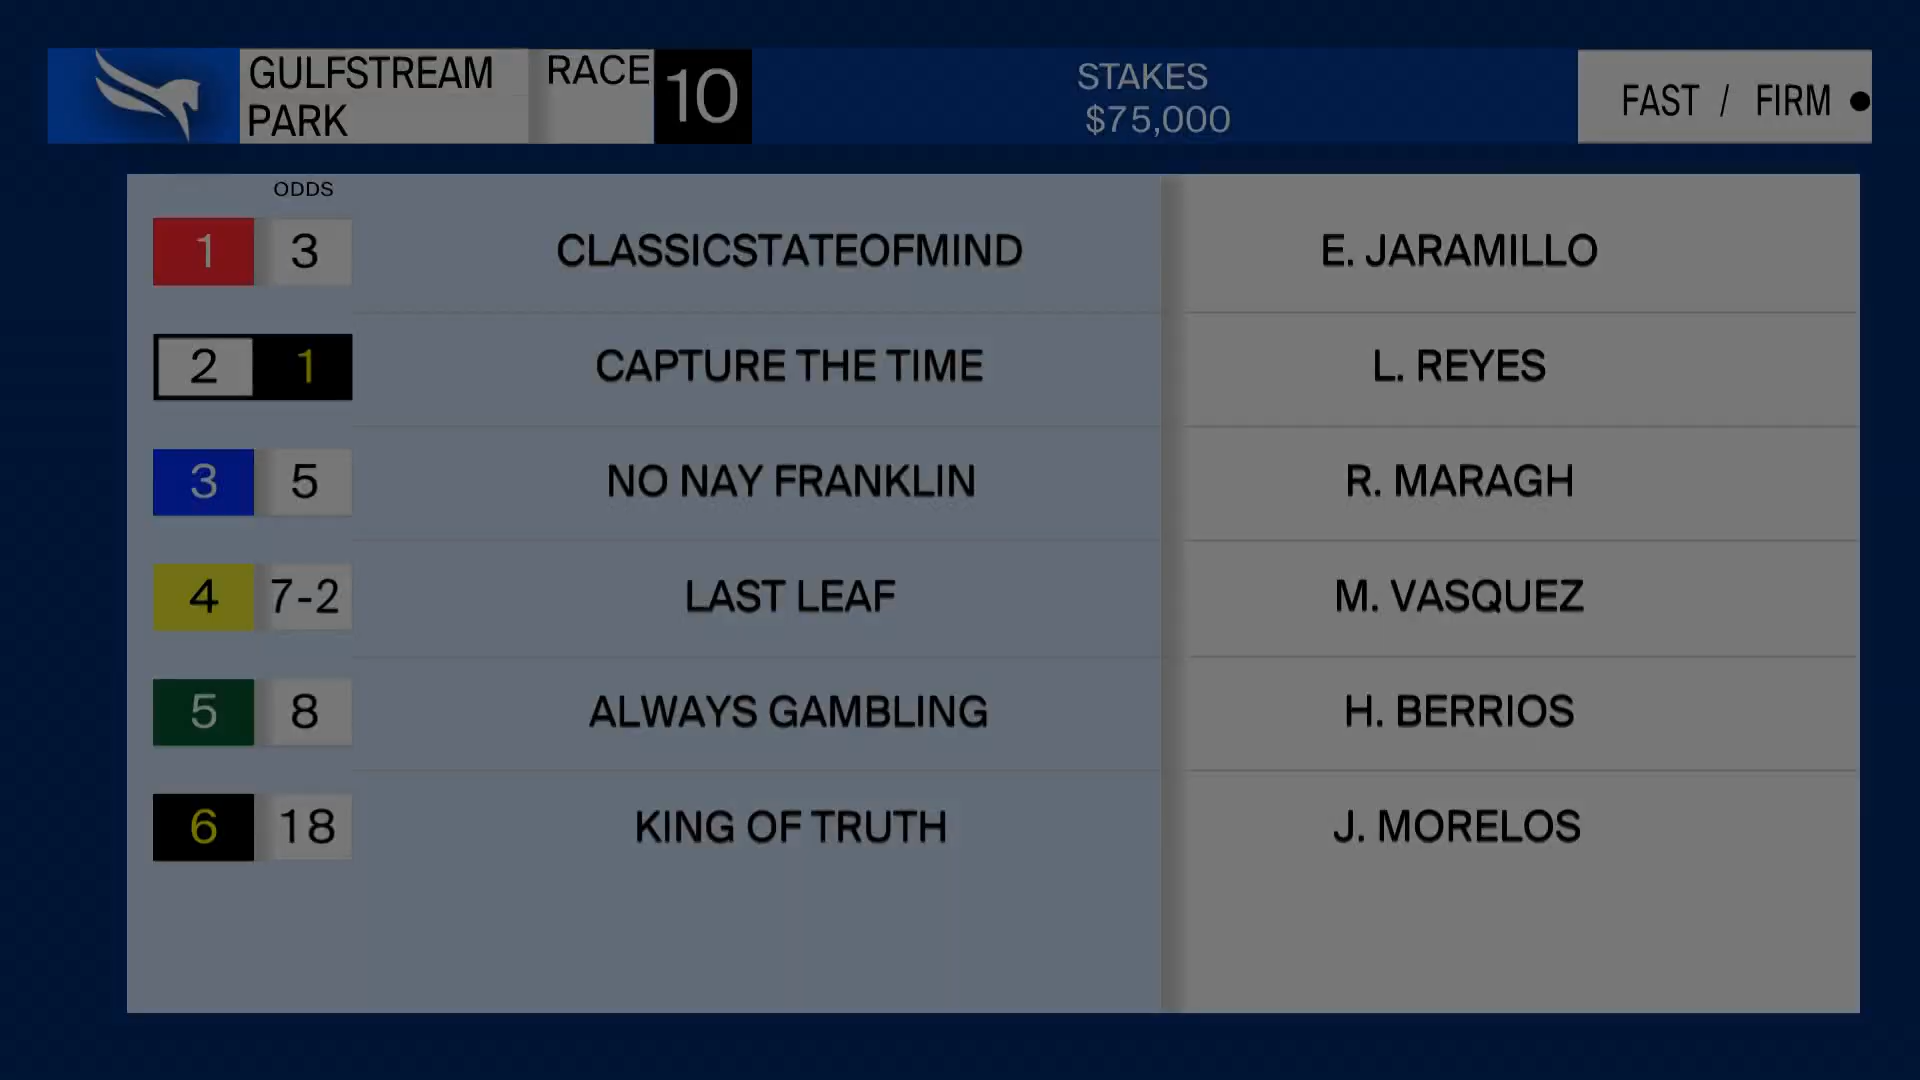 GULFSTREAM
PARK
RACE 10
STAKES
$75,000
FAST / FIRM
ODDS
1 3 CLASSICSTATEOFMIND E. JARAMILLO
2 1 CAPTURE THE TIME L. REYES
3 5 NO NAY FRANKLIN R. MARAGH
4 7-2 LAST LEAF M. VASQUEZ
5 8 ALWAYS GAMBLING H. BERRIOS
6 18 KING OF TRUTH J. MORELOS